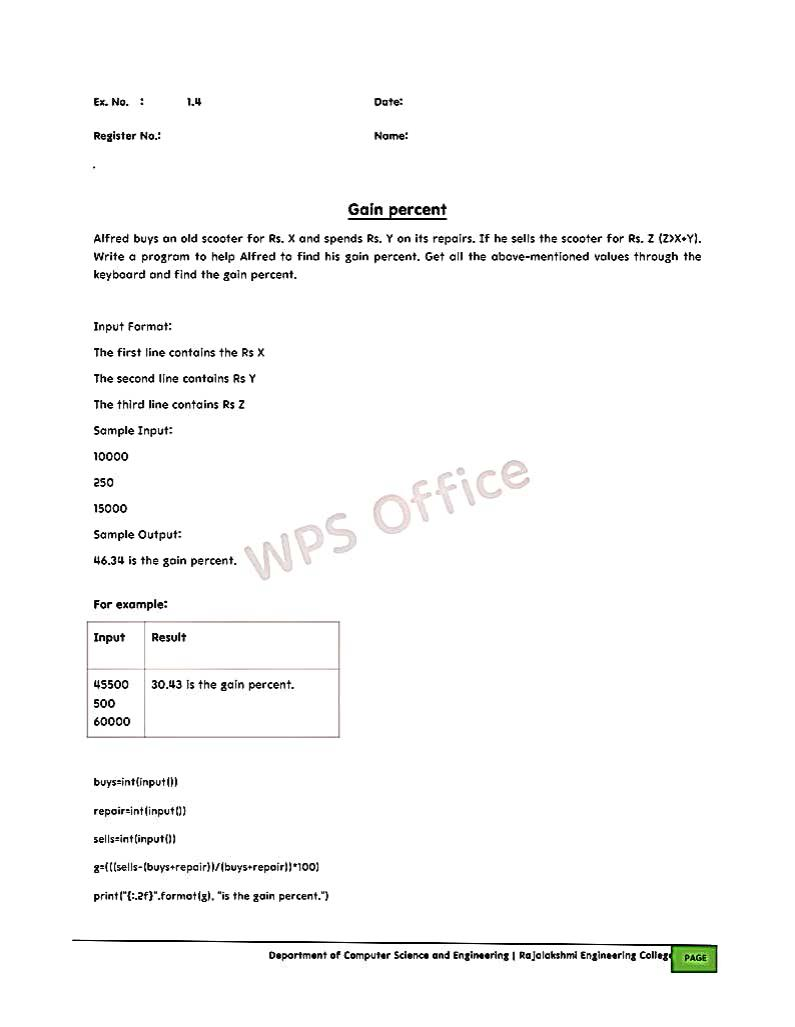 Ex. No. : 1.4 Date:
Register No.: Name:
.
Gain percent
Alfred buys an old scooter for Rs. X and spends Rs. Y on its repairs. If he sells the scooter for Rs. Z (Z>X+Y).
Write a program to help Alfred to find his gain percent. Get all the above-mentioned values through the
keyboard and find the gain percent.
Input Format:
The first line contains the Rs X
The second line contains Rs Y
The third line contains Rs Z
Sample Input:
10000
250
15000
Sample Output:
46.34 is the gain percent.
WPS Office
For example:
Input Result
45500 30.43 is the gain percent.
500
60000
buys=int(input())
repair=int(input())
sells=int(input())
g=(((sells-(buys+repair))/(buys+repair))*100)
print("{:.2f}".format(g), "is the gain percent.")
Department of Computer Science and Engineering | Rajalakshmi Engineering College PAGE